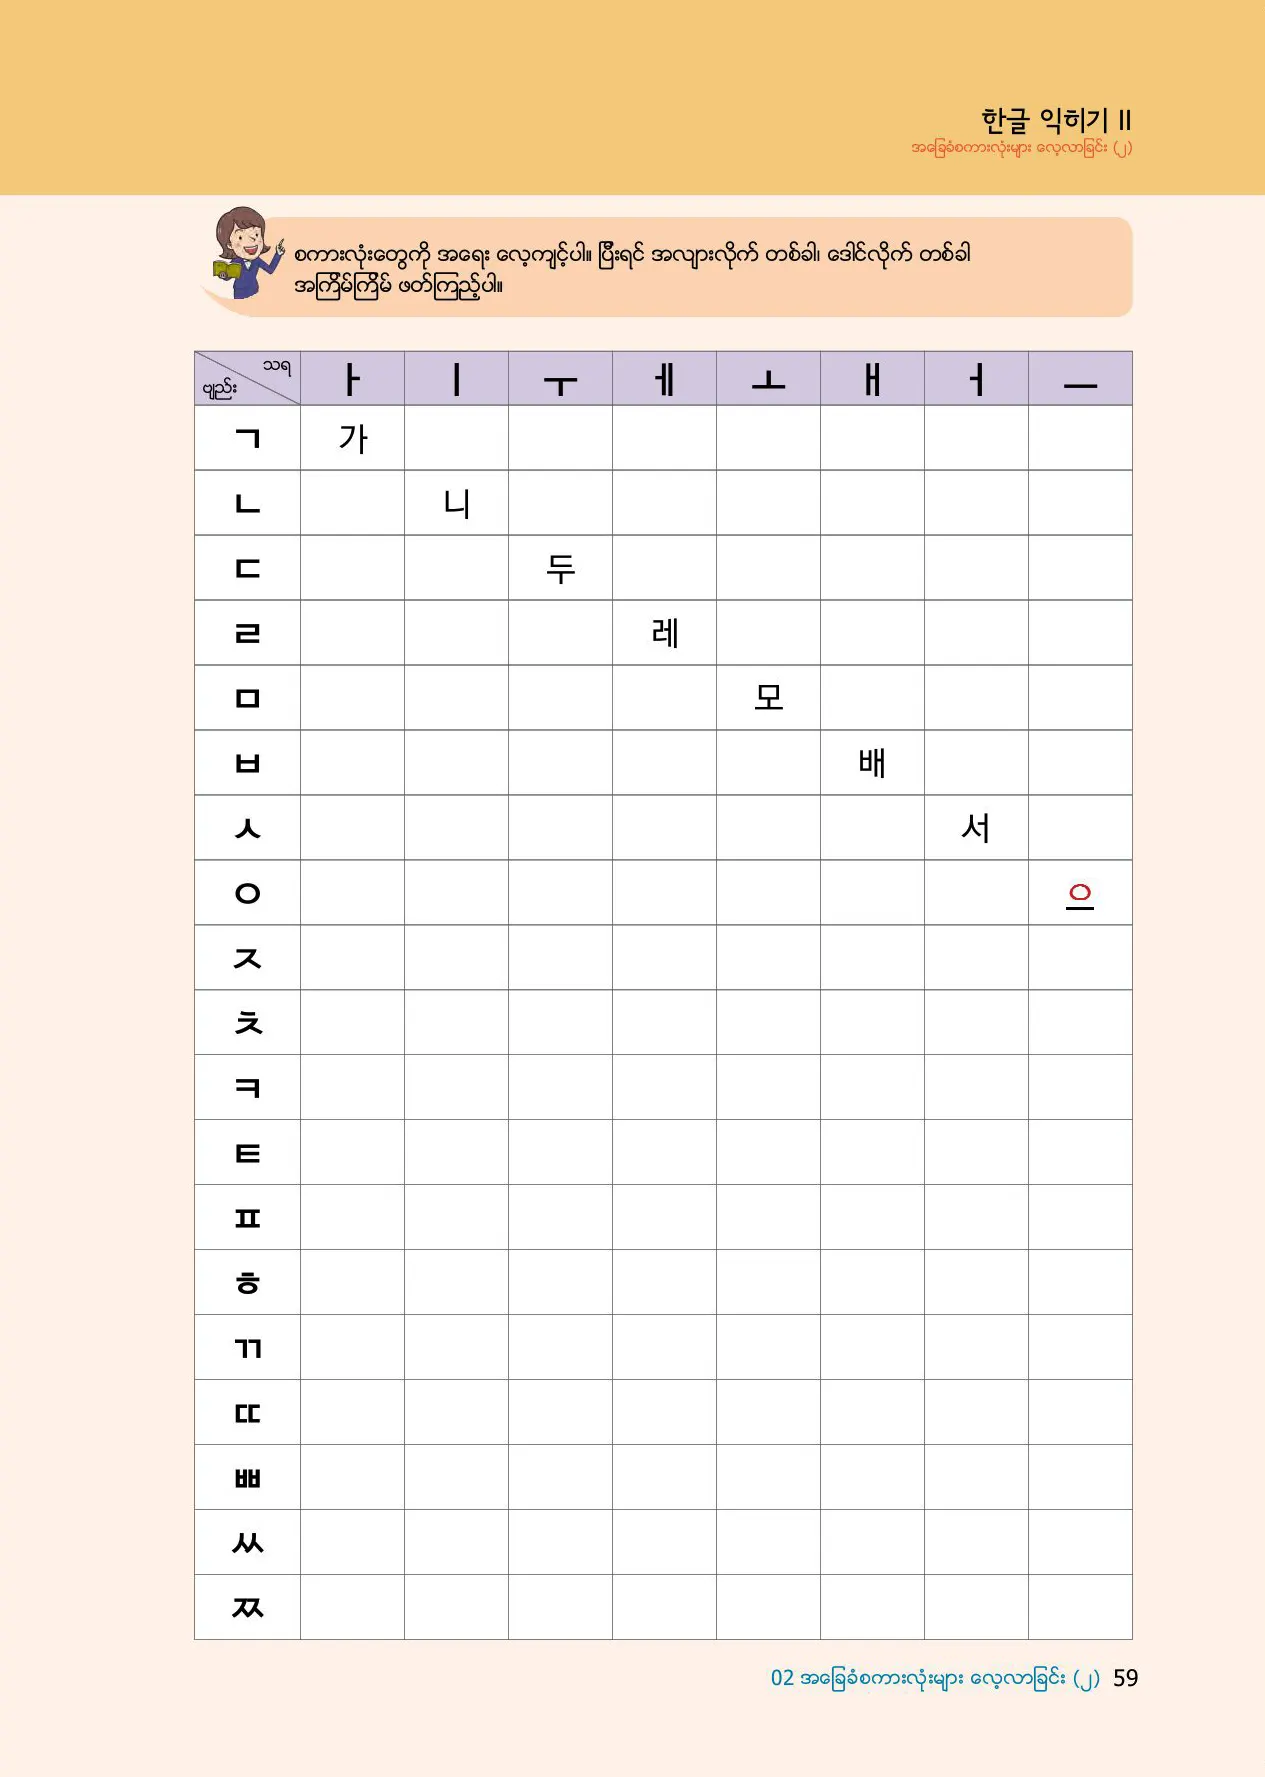 한글 익히기 II
အခြေခံစကားလုံးများ လေ့လာခြင်း (၂)
စကားလုံးတွေကို အရေး လေ့ကျင့်ပါ။ ပြီးရင် အလျားလိုက် တစ်ခါ၊ ဒေါင်လိုက် တစ်ခါ
အကြိမ်ကြိမ် ဖတ်ကြည့်ပါ။
သရ
ဗျည်း ㅏ ㅣ ㅜ ㅔ ㅗ ㅐ ㅓ ㅡ
ㄱ 가
ㄴ 니
ㄷ 두
ㄹ 레
ㅁ 모
ㅂ 배
ㅅ 서
ㅇ 으
ㅈ
ㅊ
ㅋ
ㅌ
ㅍ
ㅎ
ㄲ
ㄸ
ㅃ
ㅆ
ㅉ
02 အခြေခံစကားလုံးများ လေ့လာခြင်း (၂) 59